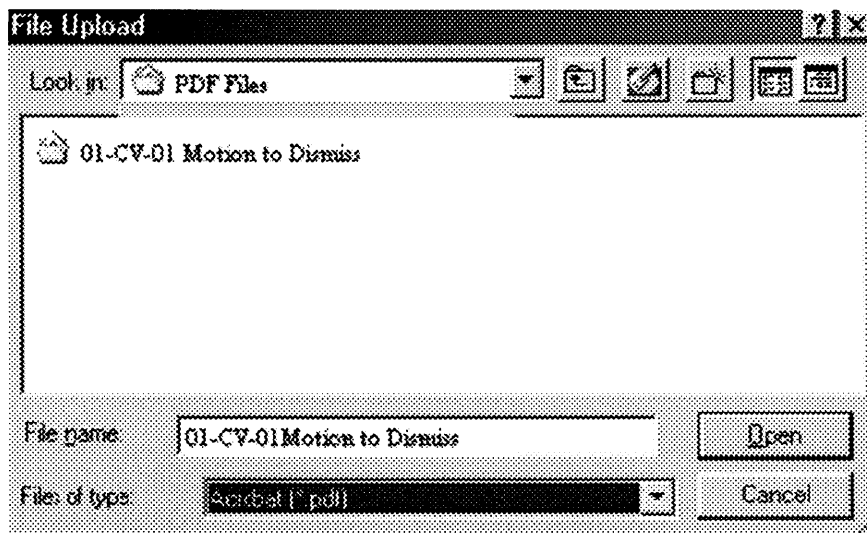 File Upload
Look in: PDF Files
01-CV-01 Motion to Dismiss
File name: 01-CV-01Motion to Dismiss Open
Files of type: Acrobat (*.pdf) Cancel